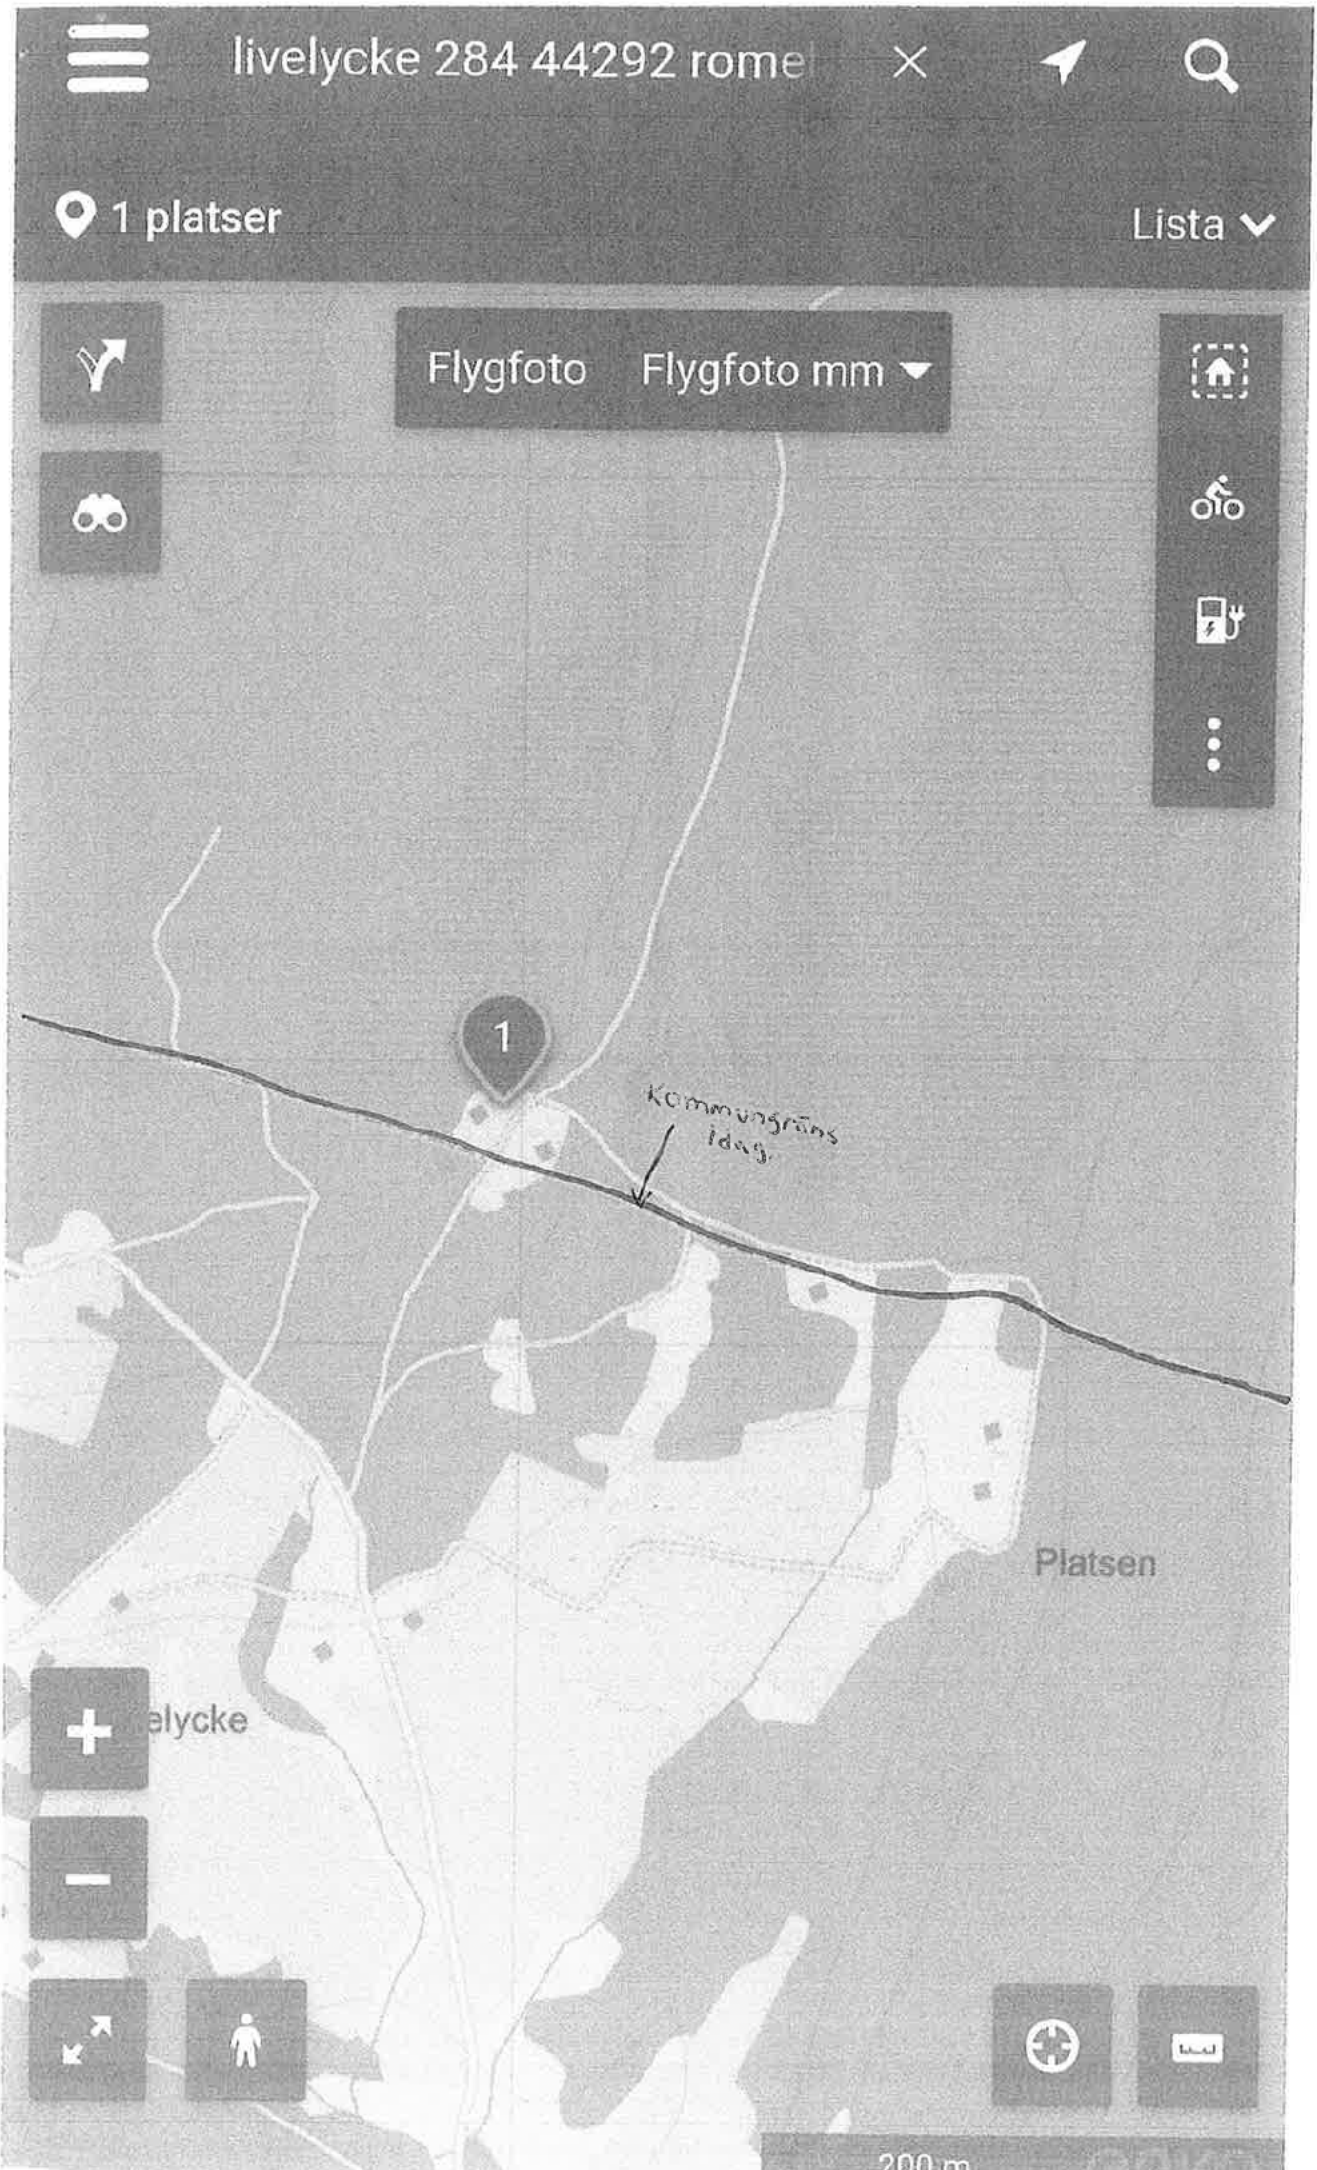 livelycke 284 44292 rome
1 platser
Lista
Flygfoto Flygfoto mm
1
Kommungräns
idag.
Platsen
elycke
200 m